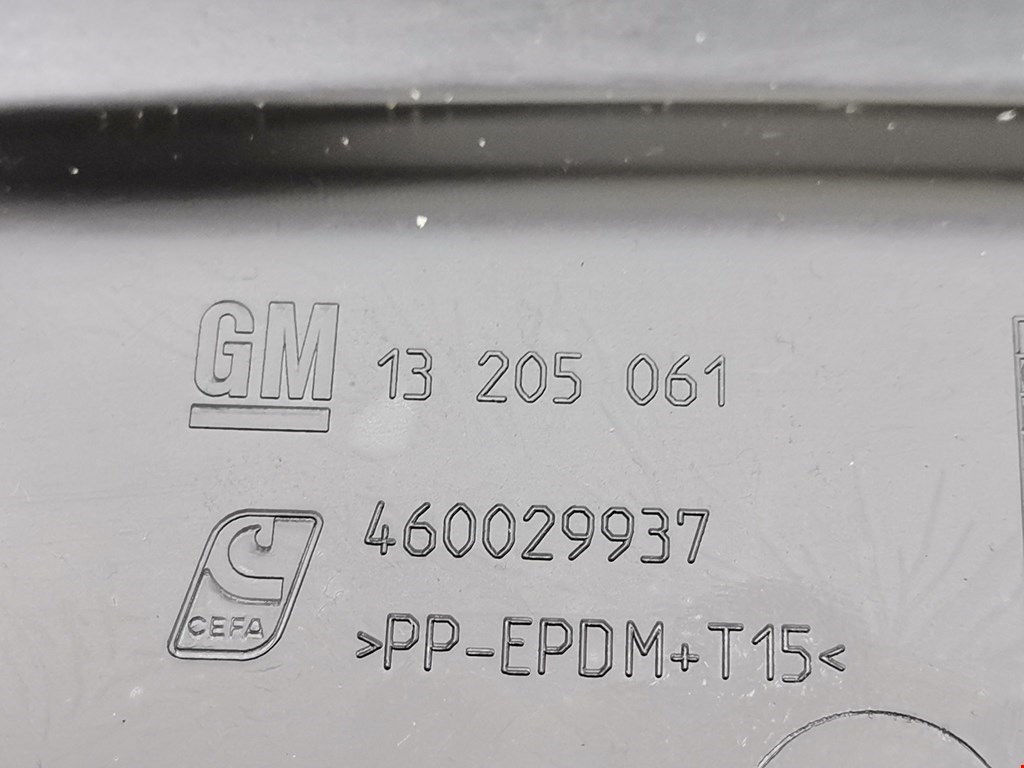 GM 13 205 061
460029937
CEFA
>PP-EPDM+T15<